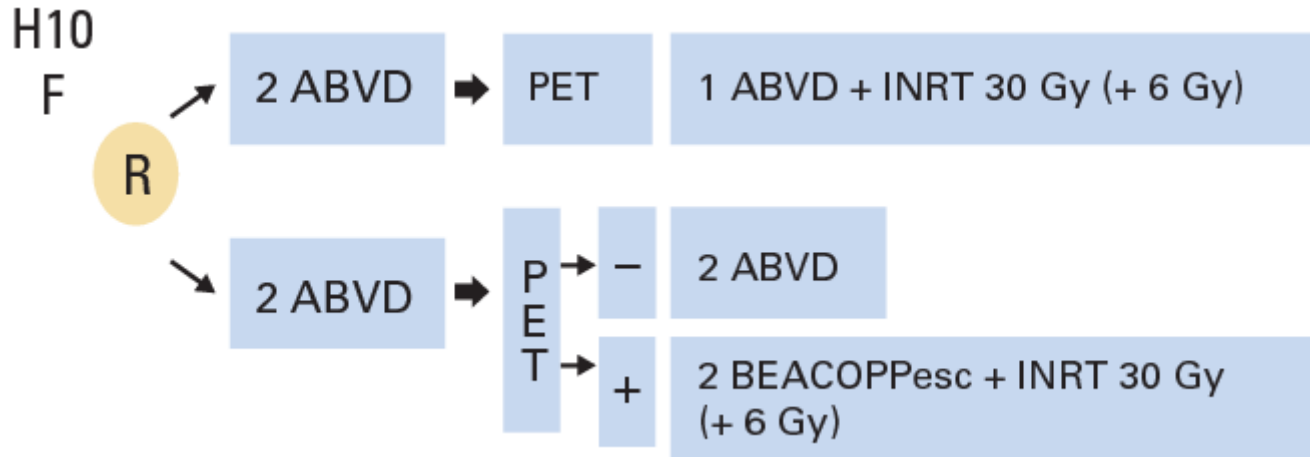 H10
F
R
2 ABVD
PET
1 ABVD + INRT 30 Gy (+ 6 Gy)
2 ABVD
P
E
T
−
2 ABVD
+
2 BEACOPPesc + INRT 30 Gy
(+ 6 Gy)